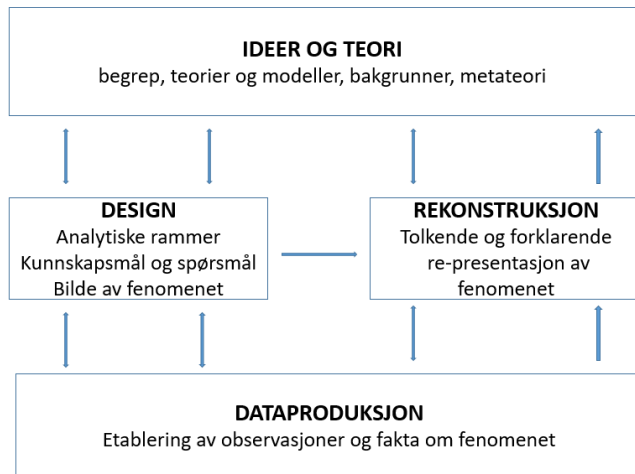 IDEER OG TEORI
begrep, teorier og modeller, bakgrunner, metateori
DESIGN
Analytiske rammer
Kunnskapsmål og spørsmål
Bilde av fenomenet
REKONSTRUKSJON
Tolkende og forklarende
re-presentasjon av
fenomenet
DATAPRODUKSJON
Etablering av observasjoner og fakta om fenomenet